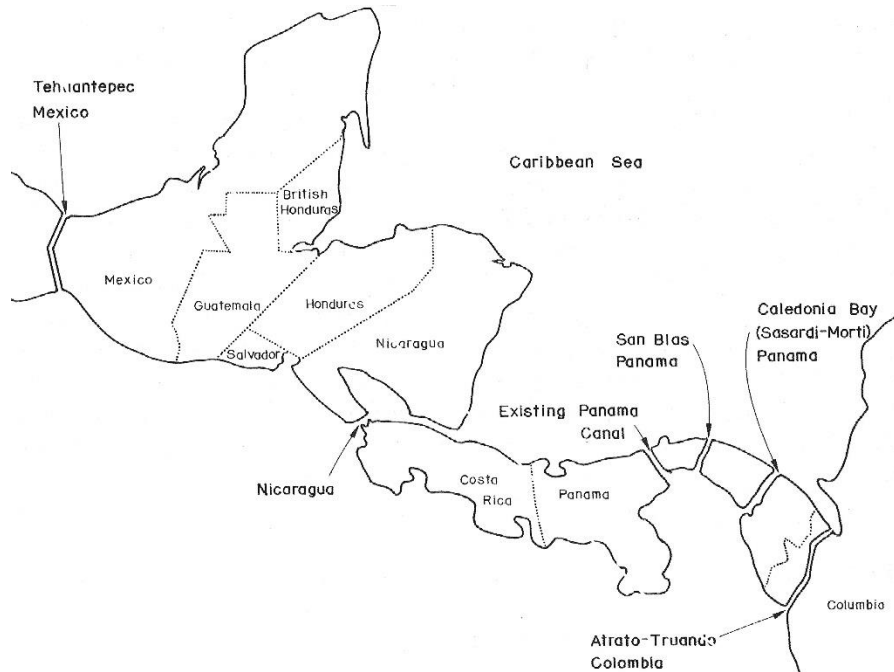 Tehuantepec
Mexico
Caribbean Sea
British
Honduras
Mexico
Guatemala
Honduras
Salvador
Nicaragua
Caledonia Bay
(Sasardi-Morti)
Panama
San Blas
Panama
Existing Panama
Canal
Nicaragua
Costa
Rica
Panama
Columbia
Atrato-Truando
Colombia